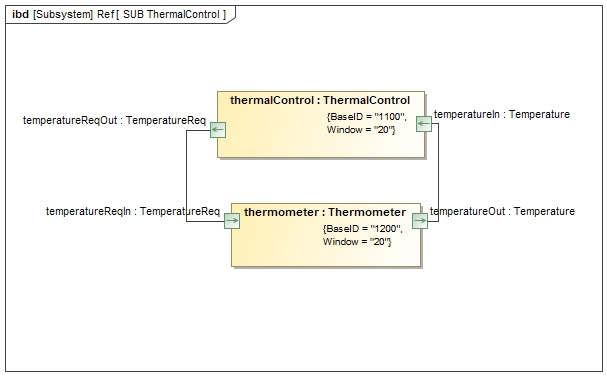 ibd [Subsystem] Ref [ SUB ThermalControl ]
thermalControl : ThermalControl
{BaseID = "1100",
Window = "20"}
temperatureReqOut : TemperatureReq
temperatureIn : Temperature
temperatureReqIn : TemperatureReq
thermometer : Thermometer
{BaseID = "1200",
Window = "20"}
temperatureOut : Temperature